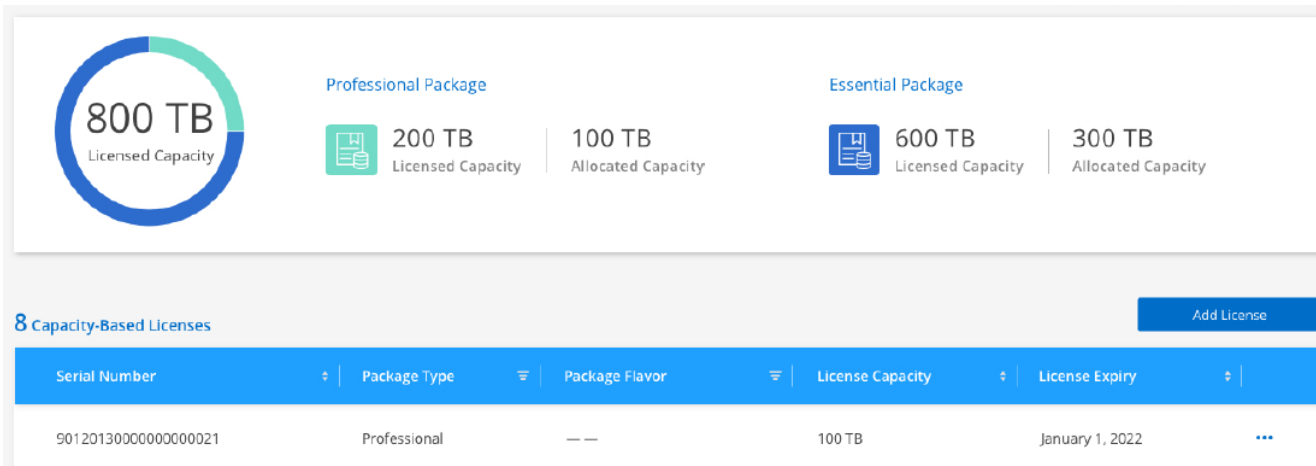 800 TB
Licensed Capacity
Professional Package
200 TB
Licensed Capacity
100 TB
Allocated Capacity
Essential Package
600 TB
Licensed Capacity
300 TB
Allocated Capacity
8 Capacity-Based Licenses
Add License
Serial Number Package Type Package Flavor License Capacity License Expiry
90120130000000000021 Professional — — 100 TB January 1, 2022